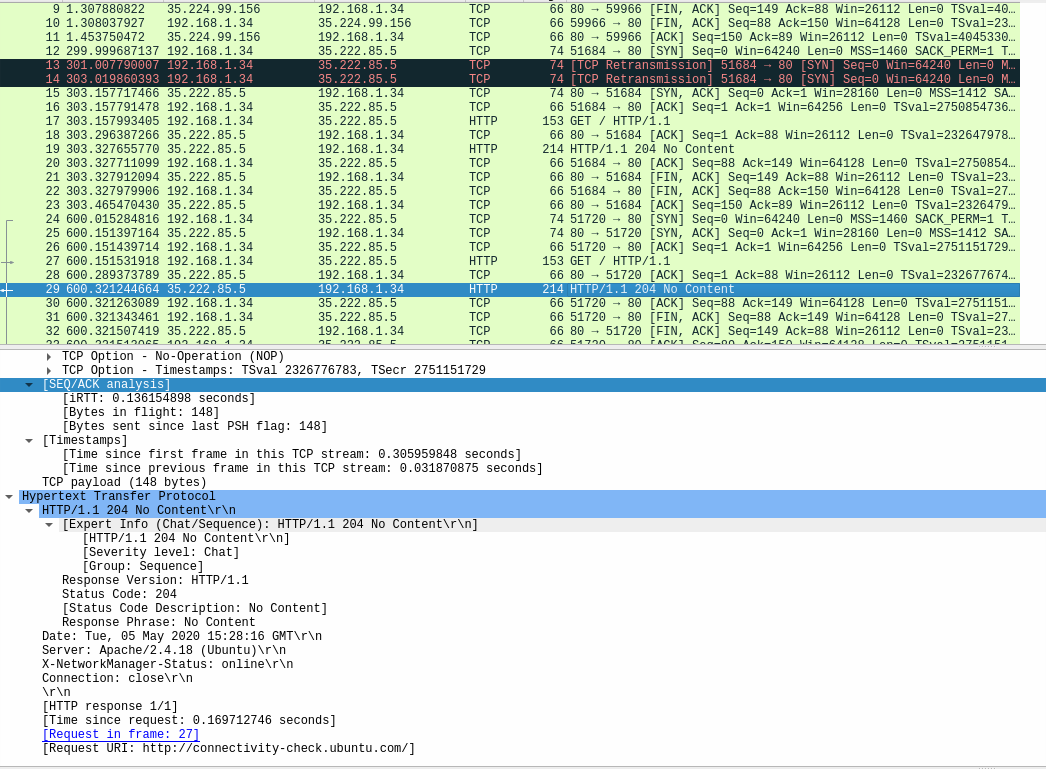 9 1.307880822 35.224.99.156 192.168.1.34 TCP 66 80 → 59966 [FIN, ACK] Seq=149 Ack=88 Win=26112 Len=0 TSval=40…
10 1.308037927 192.168.1.34 35.224.99.156 TCP 66 59966 → 80 [FIN, ACK] Seq=88 Ack=150 Win=64128 Len=0 TSval=23…
11 1.453750472 35.224.99.156 192.168.1.34 TCP 66 80 → 59966 [ACK] Seq=150 Ack=89 Win=26112 Len=0 TSval=4045330…
12 299.999687137 192.168.1.34 35.222.85.5 TCP 74 51684 → 80 [SYN] Seq=0 Win=64240 Len=0 MSS=1460 SACK_PERM=1 T…
13 301.007790007 192.168.1.34 35.222.85.5 TCP 74 [TCP Retransmission] 51684 → 80 [SYN] Seq=0 Win=64240 Len=0 M…
14 303.019860393 192.168.1.34 35.222.85.5 TCP 74 [TCP Retransmission] 51684 → 80 [SYN] Seq=0 Win=64240 Len=0 M…
15 303.157717466 35.222.85.5 192.168.1.34 TCP 74 80 → 51684 [SYN, ACK] Seq=0 Ack=1 Win=28160 Len=0 MSS=1412 SA…
16 303.157791478 192.168.1.34 35.222.85.5 TCP 66 51684 → 80 [ACK] Seq=1 Ack=1 Win=64256 Len=0 TSval=2750854736…
17 303.157993405 192.168.1.34 35.222.85.5 HTTP 153 GET / HTTP/1.1
18 303.296387266 35.222.85.5 192.168.1.34 TCP 66 80 → 51684 [ACK] Seq=1 Ack=88 Win=26112 Len=0 TSval=232647978…
19 303.327655770 35.222.85.5 192.168.1.34 HTTP 214 HTTP/1.1 204 No Content
20 303.327711099 192.168.1.34 35.222.85.5 TCP 66 51684 → 80 [ACK] Seq=88 Ack=149 Win=64128 Len=0 TSval=2750854…
21 303.327912094 35.222.85.5 192.168.1.34 TCP 66 80 → 51684 [FIN, ACK] Seq=149 Ack=88 Win=26112 Len=0 TSval=23…
22 303.327979906 192.168.1.34 35.222.85.5 TCP 66 51684 → 80 [FIN, ACK] Seq=88 Ack=150 Win=64128 Len=0 TSval=27…
23 303.465470430 35.222.85.5 192.168.1.34 TCP 66 80 → 51684 [ACK] Seq=150 Ack=89 Win=26112 Len=0 TSval=2326479…
24 600.015284816 192.168.1.34 35.222.85.5 TCP 74 51720 → 80 [SYN] Seq=0 Win=64240 Len=0 MSS=1460 SACK_PERM=1 T…
25 600.151397164 35.222.85.5 192.168.1.34 TCP 74 80 → 51720 [SYN, ACK] Seq=0 Ack=1 Win=28160 Len=0 MSS=1412 SA…
26 600.151439714 192.168.1.34 35.222.85.5 TCP 66 51720 → 80 [ACK] Seq=1 Ack=1 Win=64256 Len=0 TSval=2751151729…
27 600.151531918 192.168.1.34 35.222.85.5 HTTP 153 GET / HTTP/1.1
28 600.289373789 35.222.85.5 192.168.1.34 TCP 66 80 → 51720 [ACK] Seq=1 Ack=88 Win=26112 Len=0 TSval=232677674…
29 600.321244664 35.222.85.5 192.168.1.34 HTTP 214 HTTP/1.1 204 No Content
30 600.321263089 192.168.1.34 35.222.85.5 TCP 66 51720 → 80 [ACK] Seq=88 Ack=149 Win=64128 Len=0 TSval=2751151…
31 600.321343461 192.168.1.34 35.222.85.5 TCP 66 51720 → 80 [FIN, ACK] Seq=88 Ack=149 Win=64128 Len=0 TSval=27…
32 600.321507419 35.222.85.5 192.168.1.34 TCP 66 80 → 51720 [FIN, ACK] Seq=149 Ack=88 Win=26112 Len=0 TSval=23…
TCP Option - No-Operation (NOP)
TCP Option - Timestamps: TSval 2326776783, TSecr 2751151729
[SEQ/ACK analysis]
[iRTT: 0.136154898 seconds]
[Bytes in flight: 148]
[Bytes sent since last PSH flag: 148]
[Timestamps]
[Time since first frame in this TCP stream: 0.305959848 seconds]
[Time since previous frame in this TCP stream: 0.031870875 seconds]
TCP payload (148 bytes)
Hypertext Transfer Protocol
HTTP/1.1 204 No Content\r\n
[Expert Info (Chat/Sequence): HTTP/1.1 204 No Content\r\n]
[HTTP/1.1 204 No Content\r\n]
[Severity level: Chat]
[Group: Sequence]
Response Version: HTTP/1.1
Status Code: 204
[Status Code Description: No Content]
Response Phrase: No Content
Date: Tue, 05 May 2020 15:28:16 GMT\r\n
Server: Apache/2.4.18 (Ubuntu)\r\n
X-NetworkManager-Status: online\r\n
Connection: close\r\n
\r\n
[HTTP response 1/1]
[Time since request: 0.169712746 seconds]
[Request in frame: 27]
[Request URI: http://connectivity-check.ubuntu.com/]